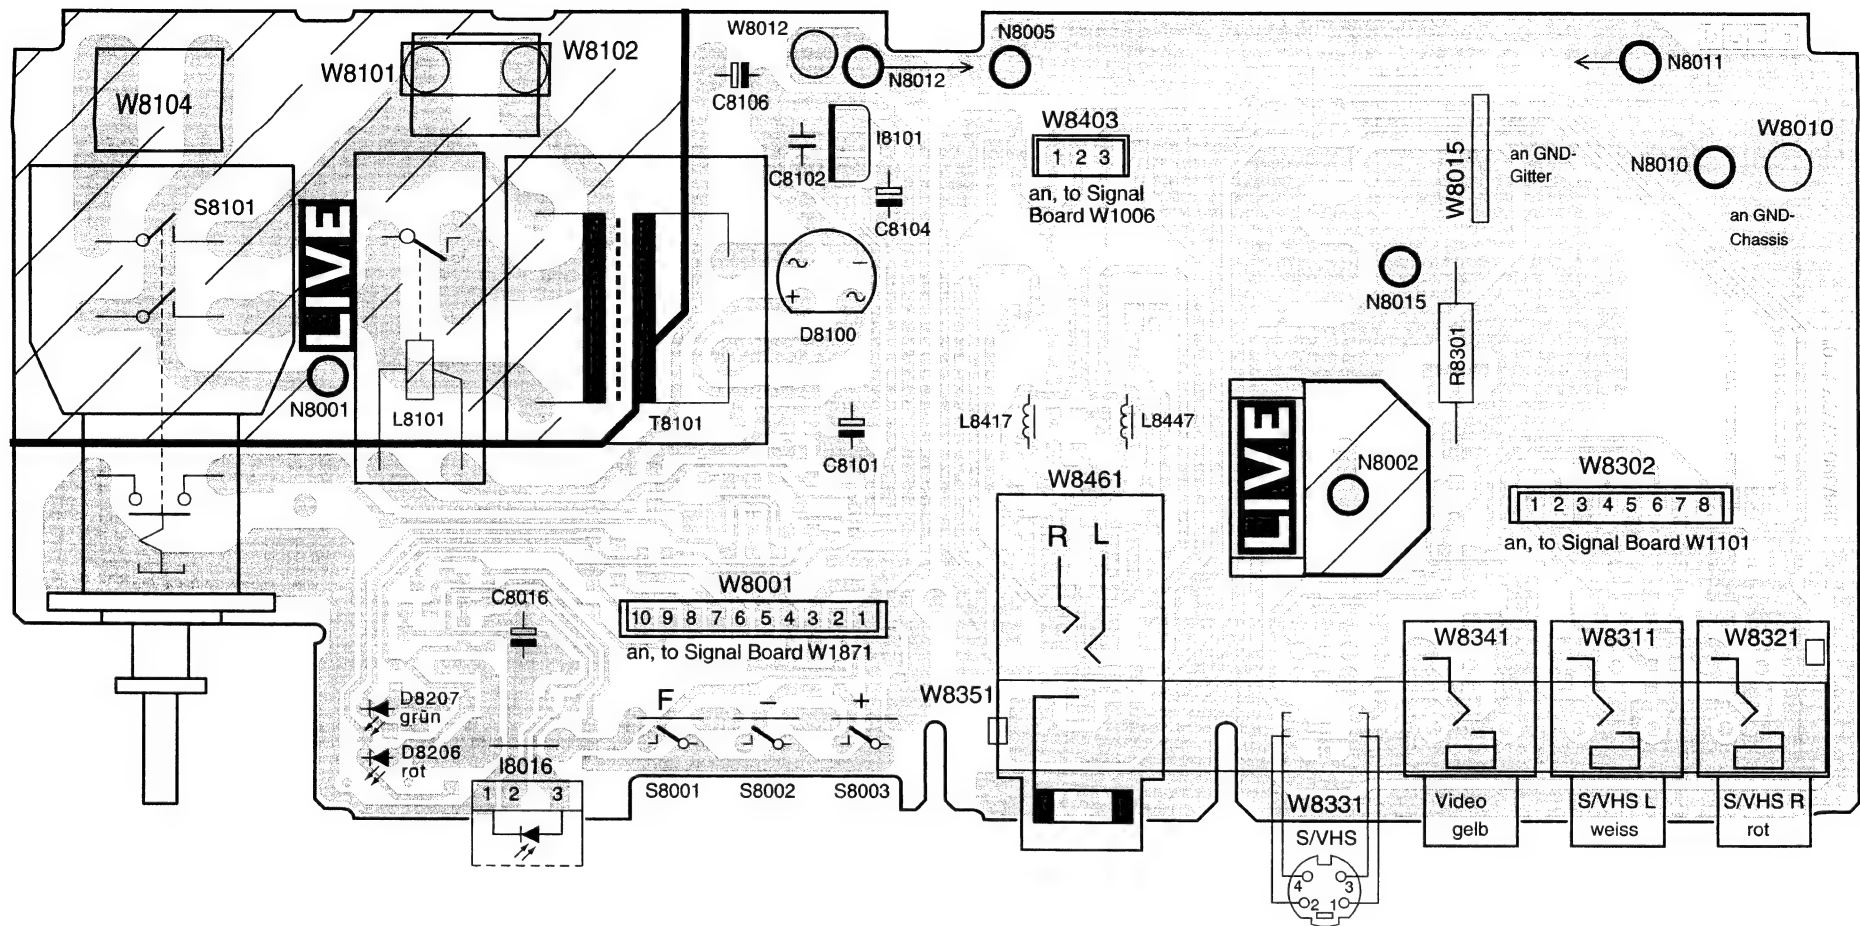 W8012
N8005
W8101
W8102
N8012
N8011
W8104
C8106
I8101
W8403
1 2 3
an, to Signal
Board W1006
C8102
C8104
W8015
an GND-
Gitter
N8010
W8010
an GND-
Chassis
S8101
LIVE
N8001
L8101
T8101
D8100
N8015
R8301
C8101
L8417
L8447
LIVE
N8002
W8461
R L
W8302
1 2 3 4 5 6 7 8
an, to Signal Board W1101
C8016
W8001
10 9 8 7 6 5 4 3 2 1
an, to Signal Board W1871
W8341
W8311
W8321
D8207
grün
D8206
rot
I8016
1 2 3
F
−
+
S8001
S8002
S8003
W8351
W8331
S/VHS
4 3
2 1
Video
gelb
S/VHS L
weiss
S/VHS R
rot